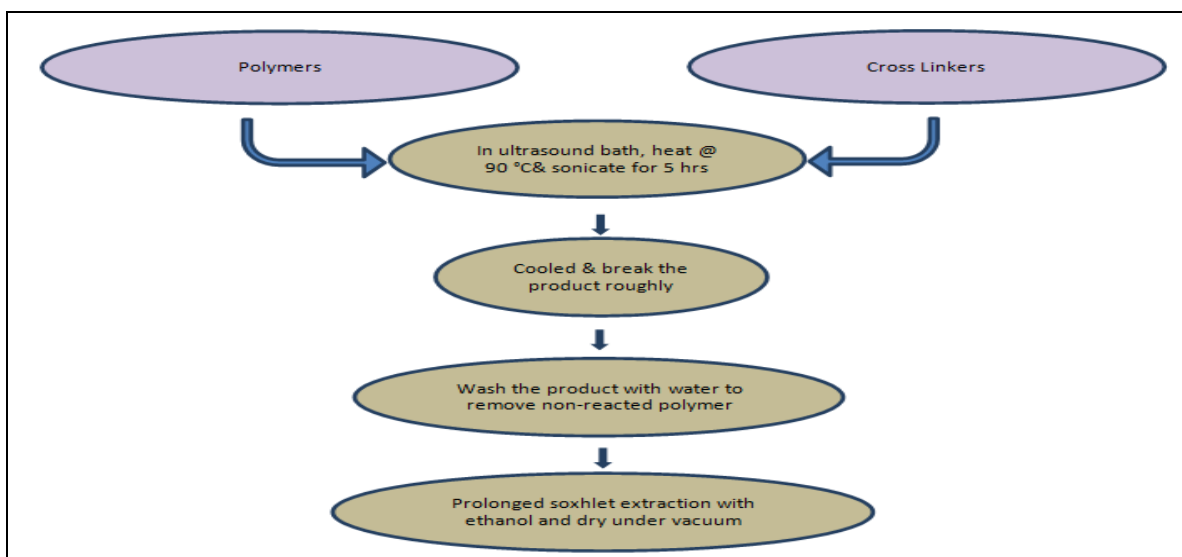 Polymers
Cross Linkers
In ultrasound bath, heat @
90 °C& sonicate for 5 hrs
Cooled & break the
product roughly
Wash the product with water to
remove non-reacted polymer
Prolonged soxhlet extraction with
ethanol and dry under vacuum